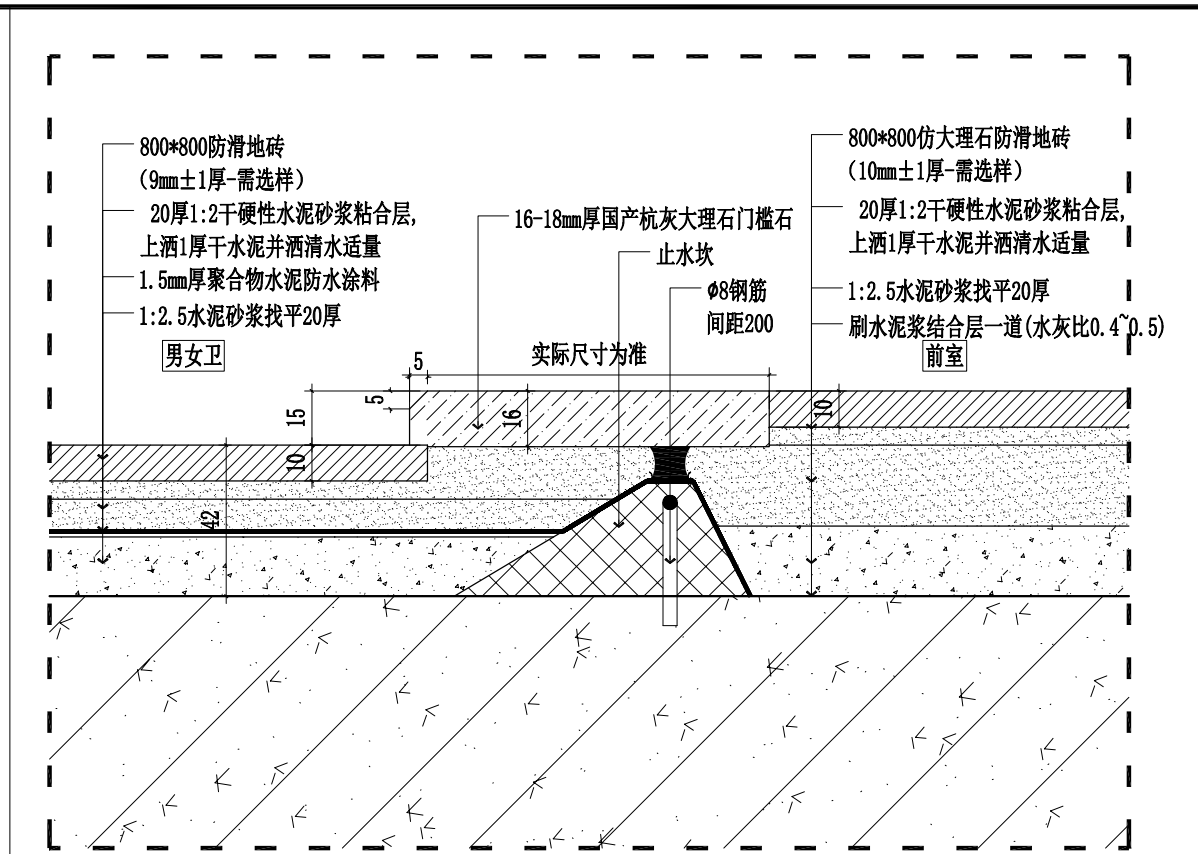 800*800防滑地砖
(9mm±1厚-需选样)
20厚1:2干硬性水泥砂浆粘合层,
上洒1厚干水泥并洒清水适量
1.5mm厚聚合物水泥防水涂料
1:2.5水泥砂浆找平20厚
男女卫
16-18mm厚国产杭灰大理石门槛石
止水坎
φ8钢筋
间距200
实际尺寸为准
800*800仿大理石防滑地砖
(10mm±1厚-需选样)
20厚1:2干硬性水泥砂浆粘合层,
上洒1厚干水泥并洒清水适量
1:2.5水泥砂浆找平20厚
刷水泥浆结合层一道(水灰比0.4~0.5)
前室
5
5
15
16
10
10
42